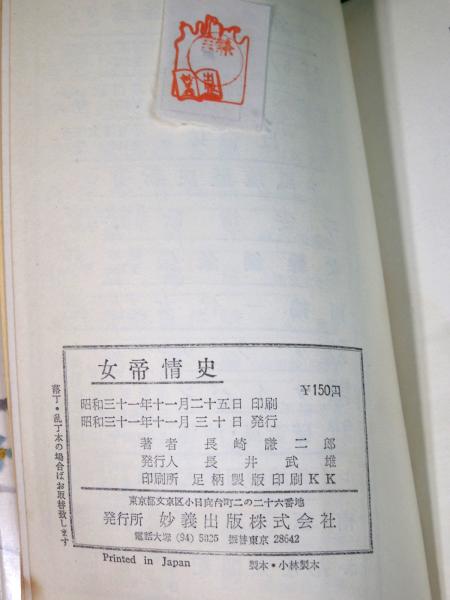 女帝情史
￥150円
昭和三十一年十一月二十五日 印刷
昭和三十一年十一月三十日 発行
著者 長崎謙二郎
発行人 長井武雄
印刷所 足柄製版印刷KK
東京都文京区小日向台町二の二十六番地
発行所 妙義出版株式会社
電話大塚 (94) 5325 振替東京 28642
Printed in Japan
製本・小林製本
落丁・乱丁本の場合はお取替致します